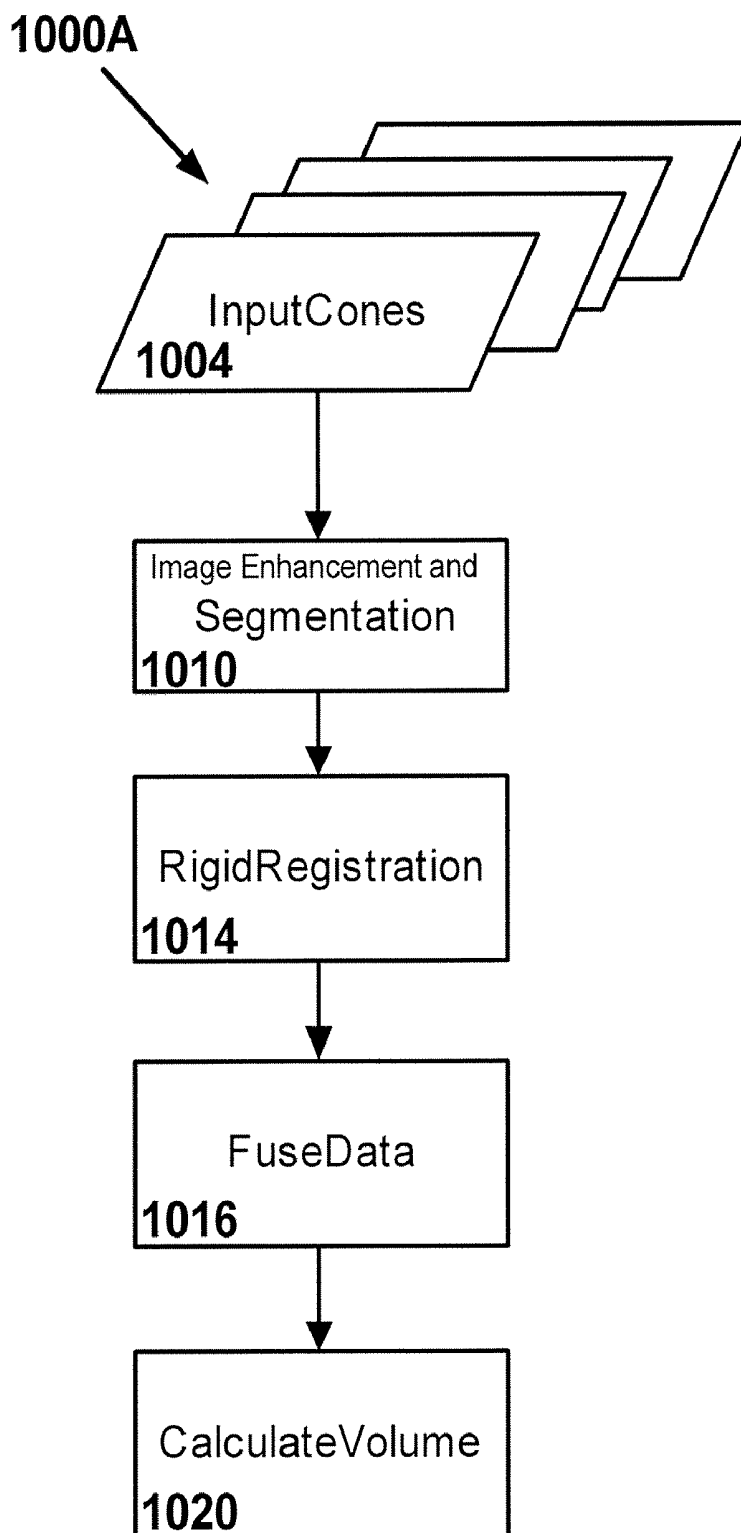 1000A
InputCones
1004
Image Enhancement and
Segmentation
1010
RigidRegistration
1014
FuseData
1016
CalculateVolume
1020